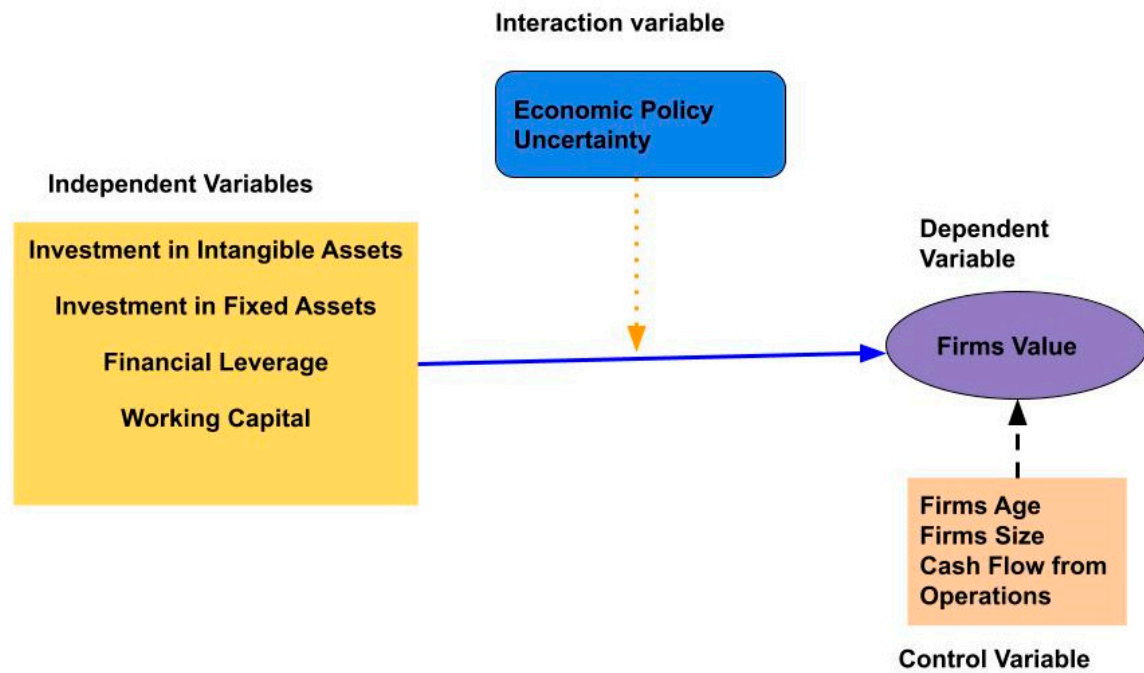 Interaction variable
Economic Policy
Uncertainty
Independent Variables
Investment in Intangible Assets
Investment in Fixed Assets
Financial Leverage
Working Capital
Dependent
Variable
Firms Value
Firms Age
Firms Size
Cash Flow from
Operations
Control Variable